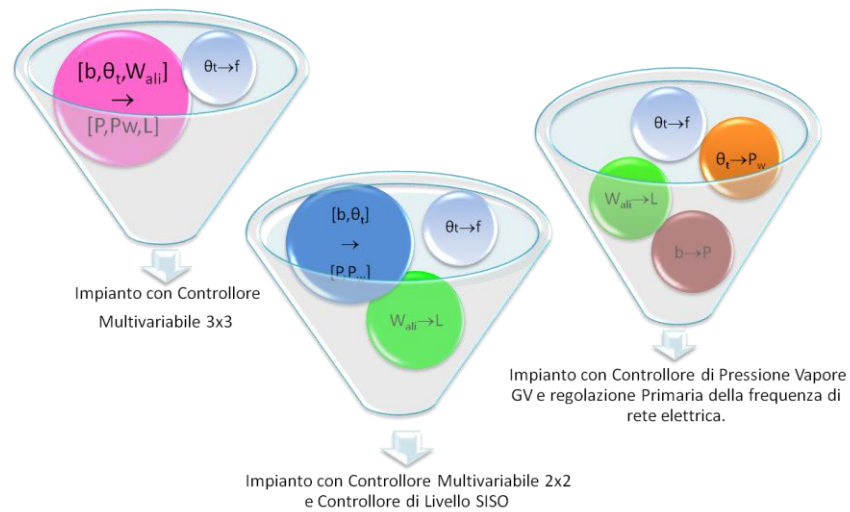 [b,θt,Wali]
→
[P,Pw,L]
θt→f
Impianto con Controllore
Multivariabile 3x3
[b,θt]
→
[P,Pw]
θt→f
Wali→L
Impianto con Controllore Multivariabile 2x2
e Controllore di Livello SISO
θt→f
θt→Pw
Wali→L
b→P
Impianto con Controllore di Pressione Vapore
GV e regolazione Primaria della frequenza di
rete elettrica.